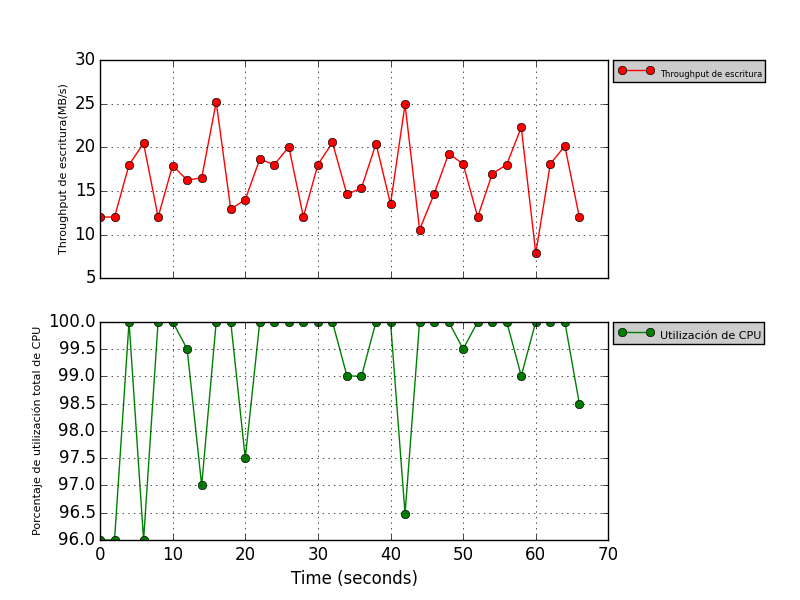 30
25
20
15
10
5
Throughput de escritura(MB/s)
Throughput de escritura
100.0
99.5
99.0
98.5
98.0
97.5
97.0
96.5
96.0
Porcentaje de utilización total de CPU
Utilización de CPU
0 10 20 30 40 50 60 70
Time (seconds)